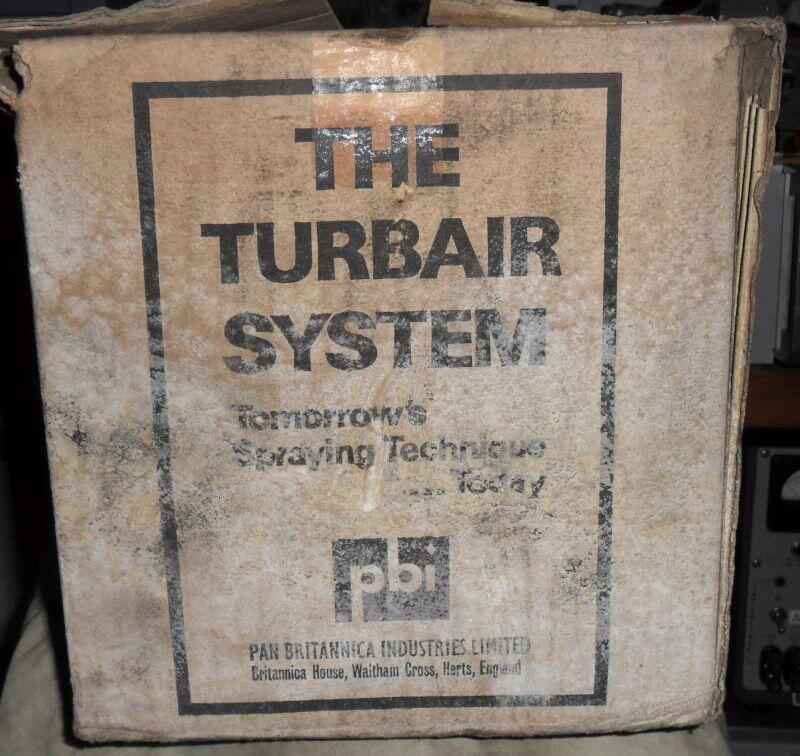 THE
TURBAIR
SYSTEM
Tomorrow's
Spraying Technique
.... Today
pbi
PAN BRITANNICA INDUSTRIES LIMITED
Britannica House, Waltham Cross, Herts, England